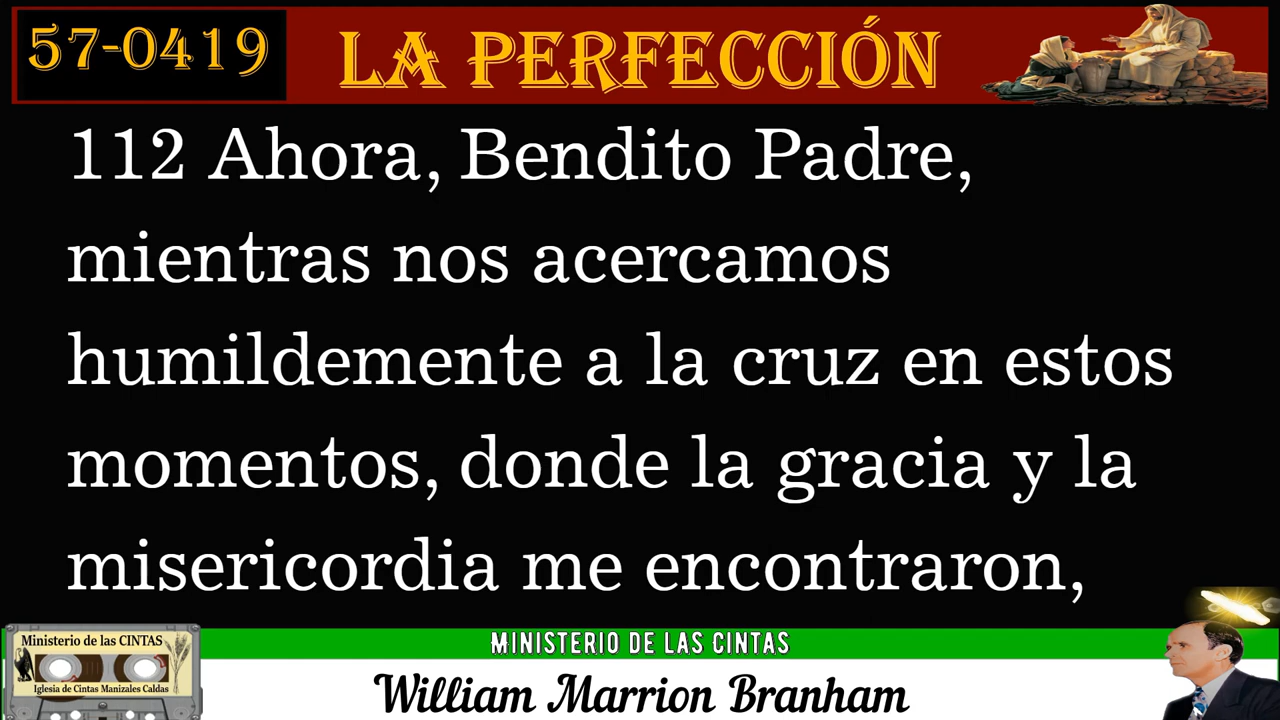 57-0419
LA PERFECCIÓN
112 Ahora, Bendito Padre,
mientras nos acercamos
humildemente a la cruz en estos
momentos, donde la gracia y la
misericordia me encontraron,
MINISTERIO DE LAS CINTAS
Ministerio de las CINTAS
Iglesia de Cintas Manizales Caldas
William Marrion Branham